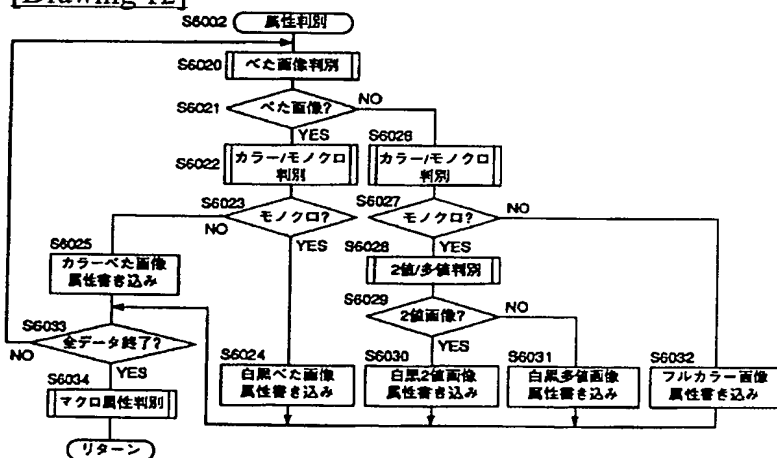 [Drawing 12]
S6002
属性判別
S6020
べた画像判別
S6021
べた画像?
NO
YES
S6022
カラー/モノクロ
判別
S6026
カラー/モノクロ
判別
S6023
モノクロ?
NO
YES
S6027
モノクロ?
NO
YES
S6025
カラーべた画像
属性書き込み
S6028
2値/多値判別
S6029
2値画像?
NO
YES
S6033
全データ終了?
NO
YES
S6024
白黒べた画像
属性書き込み
S6030
白黒2値画像
属性書き込み
S6031
白黒多値画像
属性書き込み
S6032
フルカラー画像
属性書き込み
S6034
マクロ属性判別
リターン